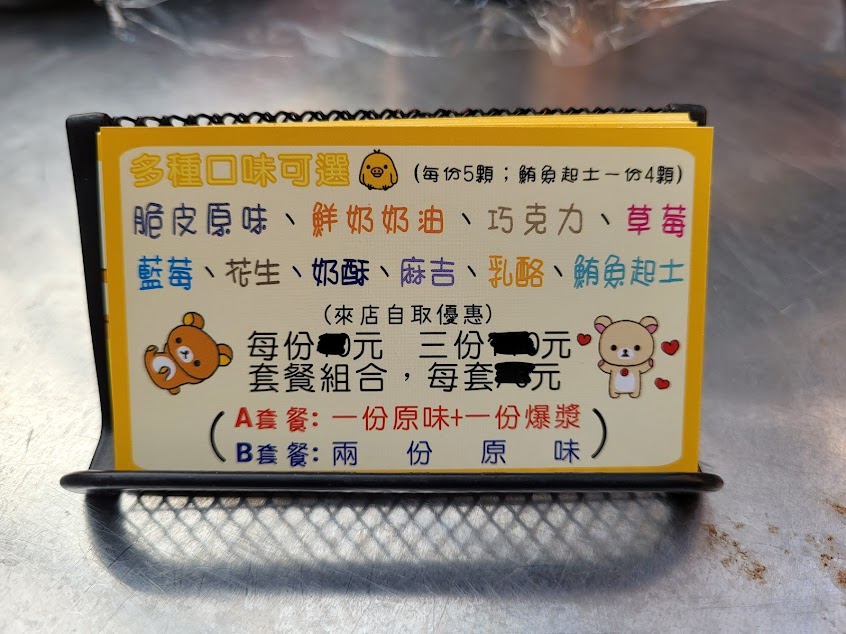 多種口味可選 (每份5顆；鮪魚起士一份4顆)
脆皮原味、鮮奶奶油、巧克力、草莓
藍莓、花生、奶酥、麻吉、乳酪、鮪魚起士
(來店自取優惠)
每份 0元 三份 0元
套餐組合，每套 元
(A套餐: 一份原味+一份爆漿
B套餐: 兩份原味)